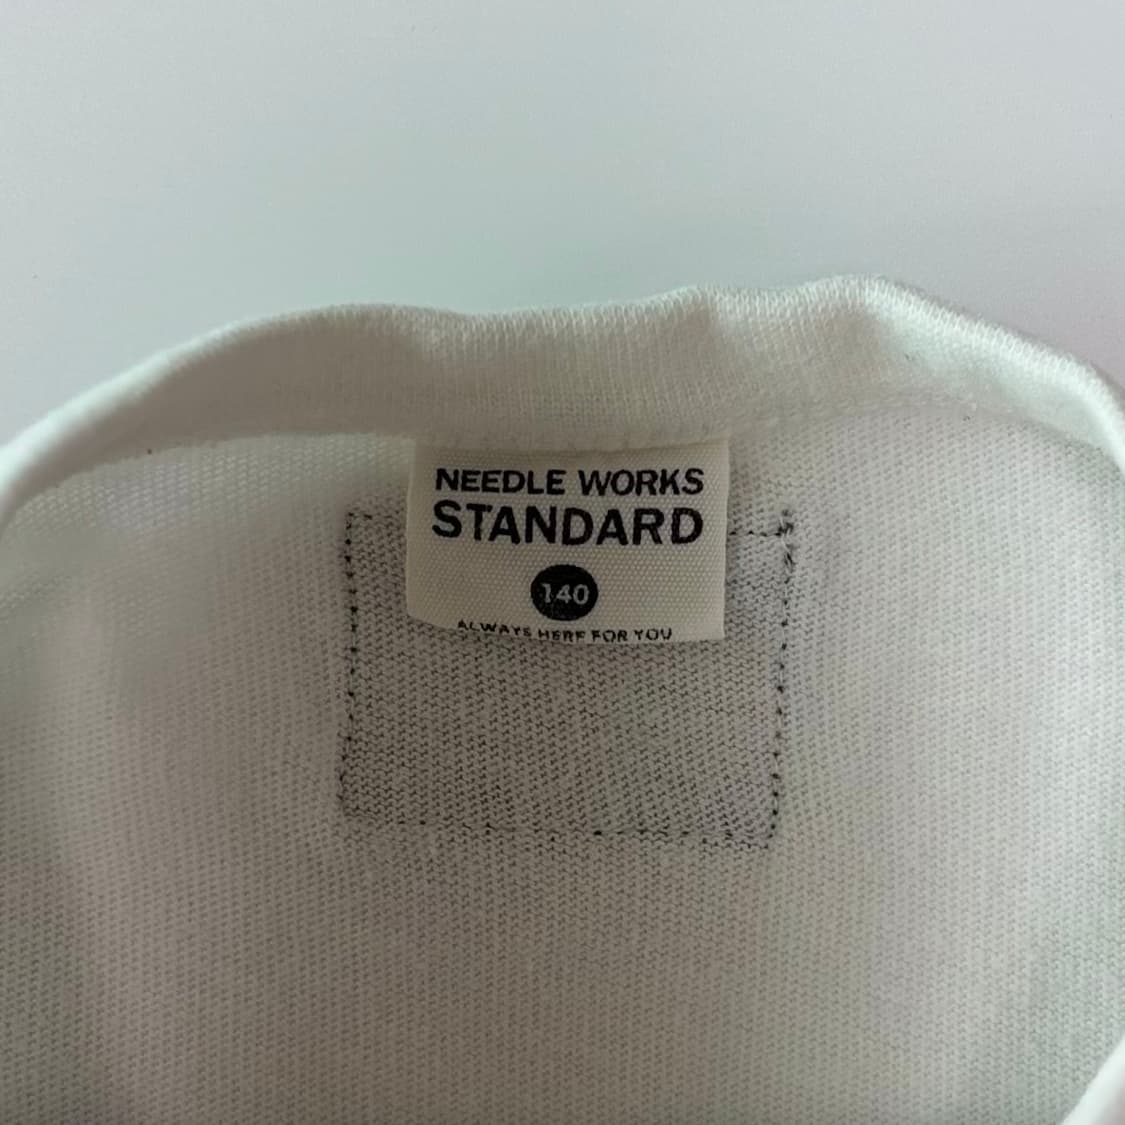 NEEDLE WORKS
STANDARD
140
ALWAYS HERE FOR YOU